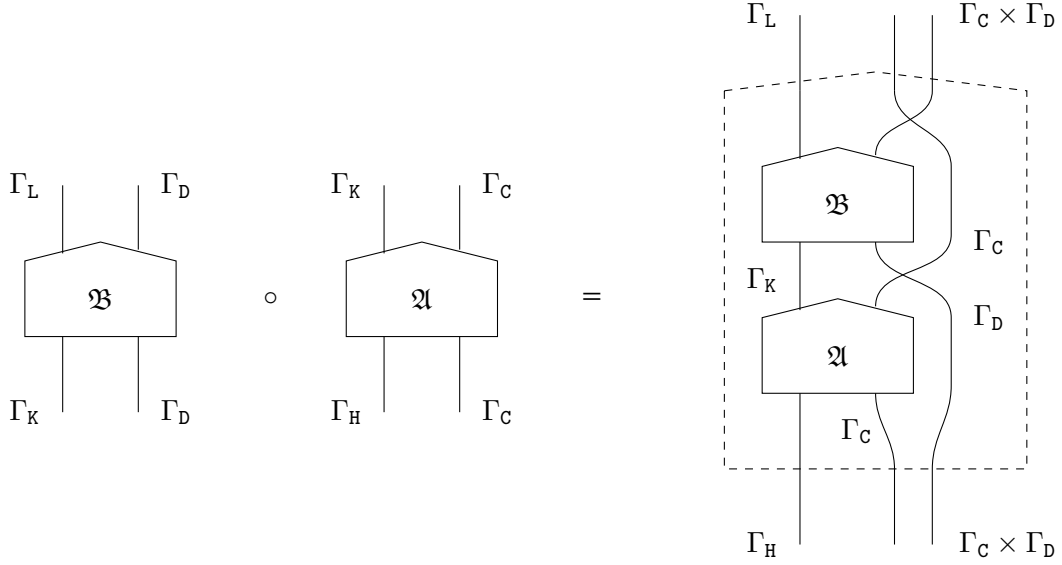 Γ_L Γ_C × Γ_D
Γ_L Γ_D Γ_K Γ_C
𝔅
Γ_C
Γ_K
𝔅 ∘ 𝔄 =
Γ_D
𝔄
Γ_K Γ_D Γ_H Γ_C
Γ_C
Γ_H Γ_C × Γ_D